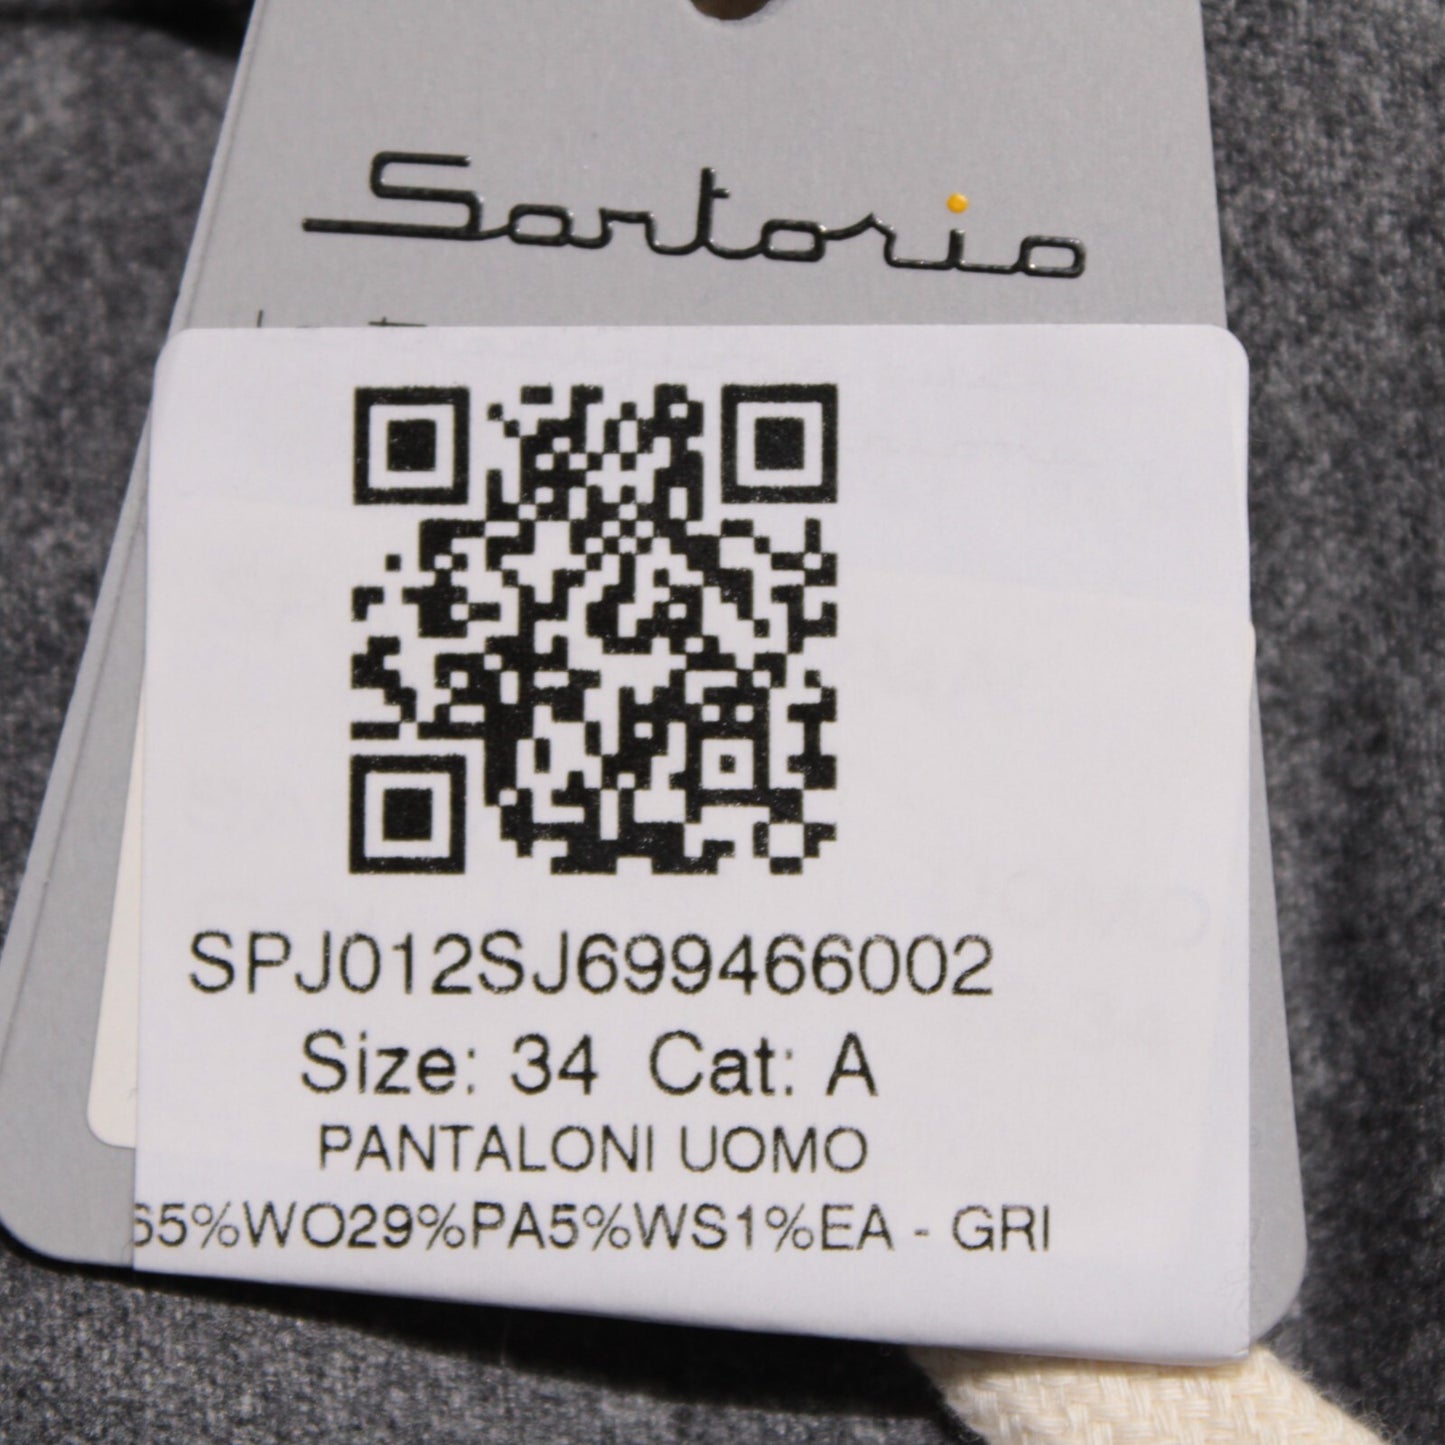 Sartorio
SPJ012SJ699466002
Size: 34 Cat: A
PANTALONI UOMO
65%WO29%PA5%WS1%EA - GRI